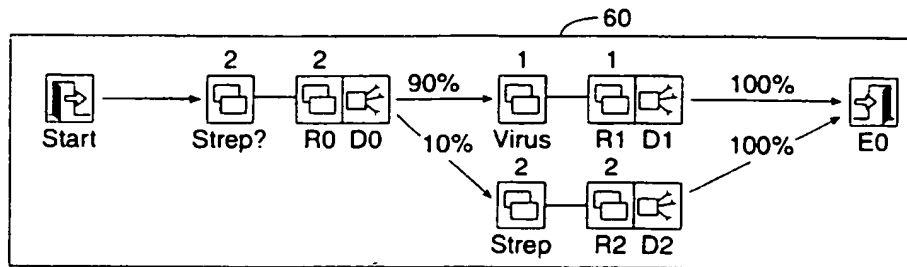 60
2 2 1 1
90% 100%
Start Strep? R0 D0 Virus R1 D1 E0
10% 100%
2 2
Strep R2 D2